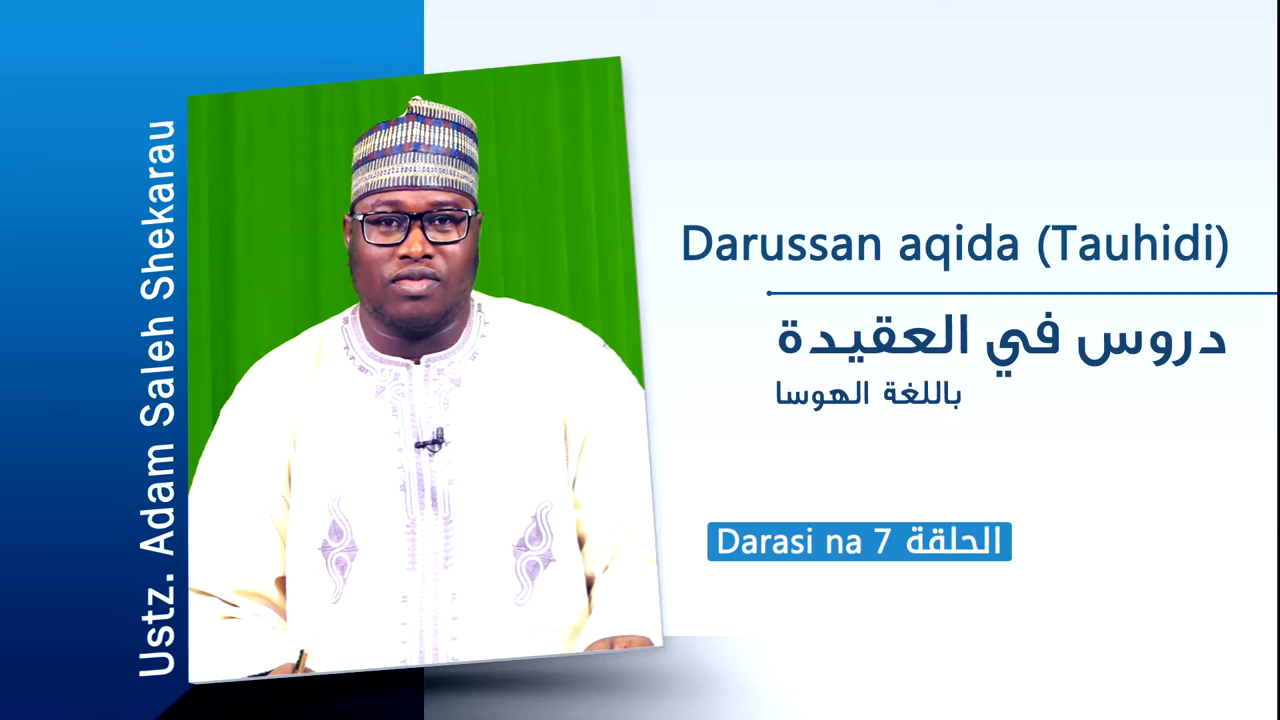 Ustz. Adam Saleh Shekarau
Darussan aqida (Tauhidi)
دروس في العقيدة
باللغة الهوسا
Darasi na 7 الحلقة